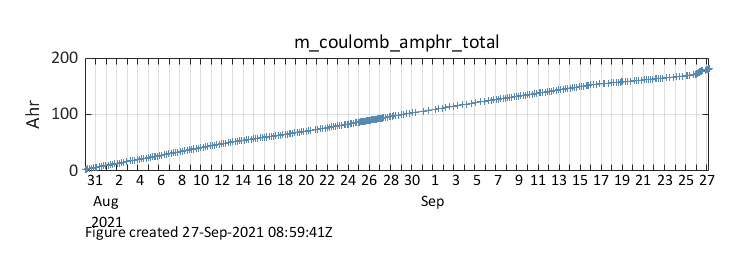 m_coulomb_amphr_total
200
100
0
Ahr
31 2 4 6 8 10 12 14 16 18 20 22 24 26 28 30 1 3 5 7 9 11 13 15 17 19 21 23 25 27
Aug Sep
2021
Figure created 27-Sep-2021 08:59:41Z